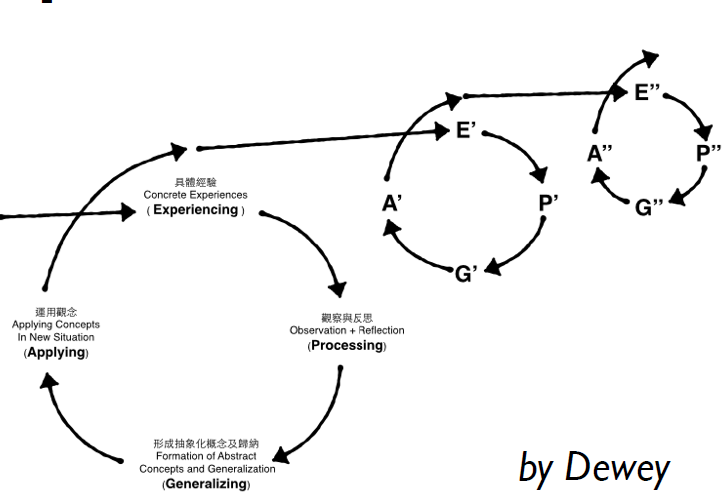 具體經驗
Concrete Experiences
( Experiencing )
觀察與反思
Observation + Reflection
(Processing)
形成抽象化概念及歸納
Formation of Abstract
Concepts and Generalization
(Generalizing)
運用觀念
Applying Concepts
In New Situation
(Applying)
E’
P’
G’
A’
E”
P”
G”
A”
by Dewey